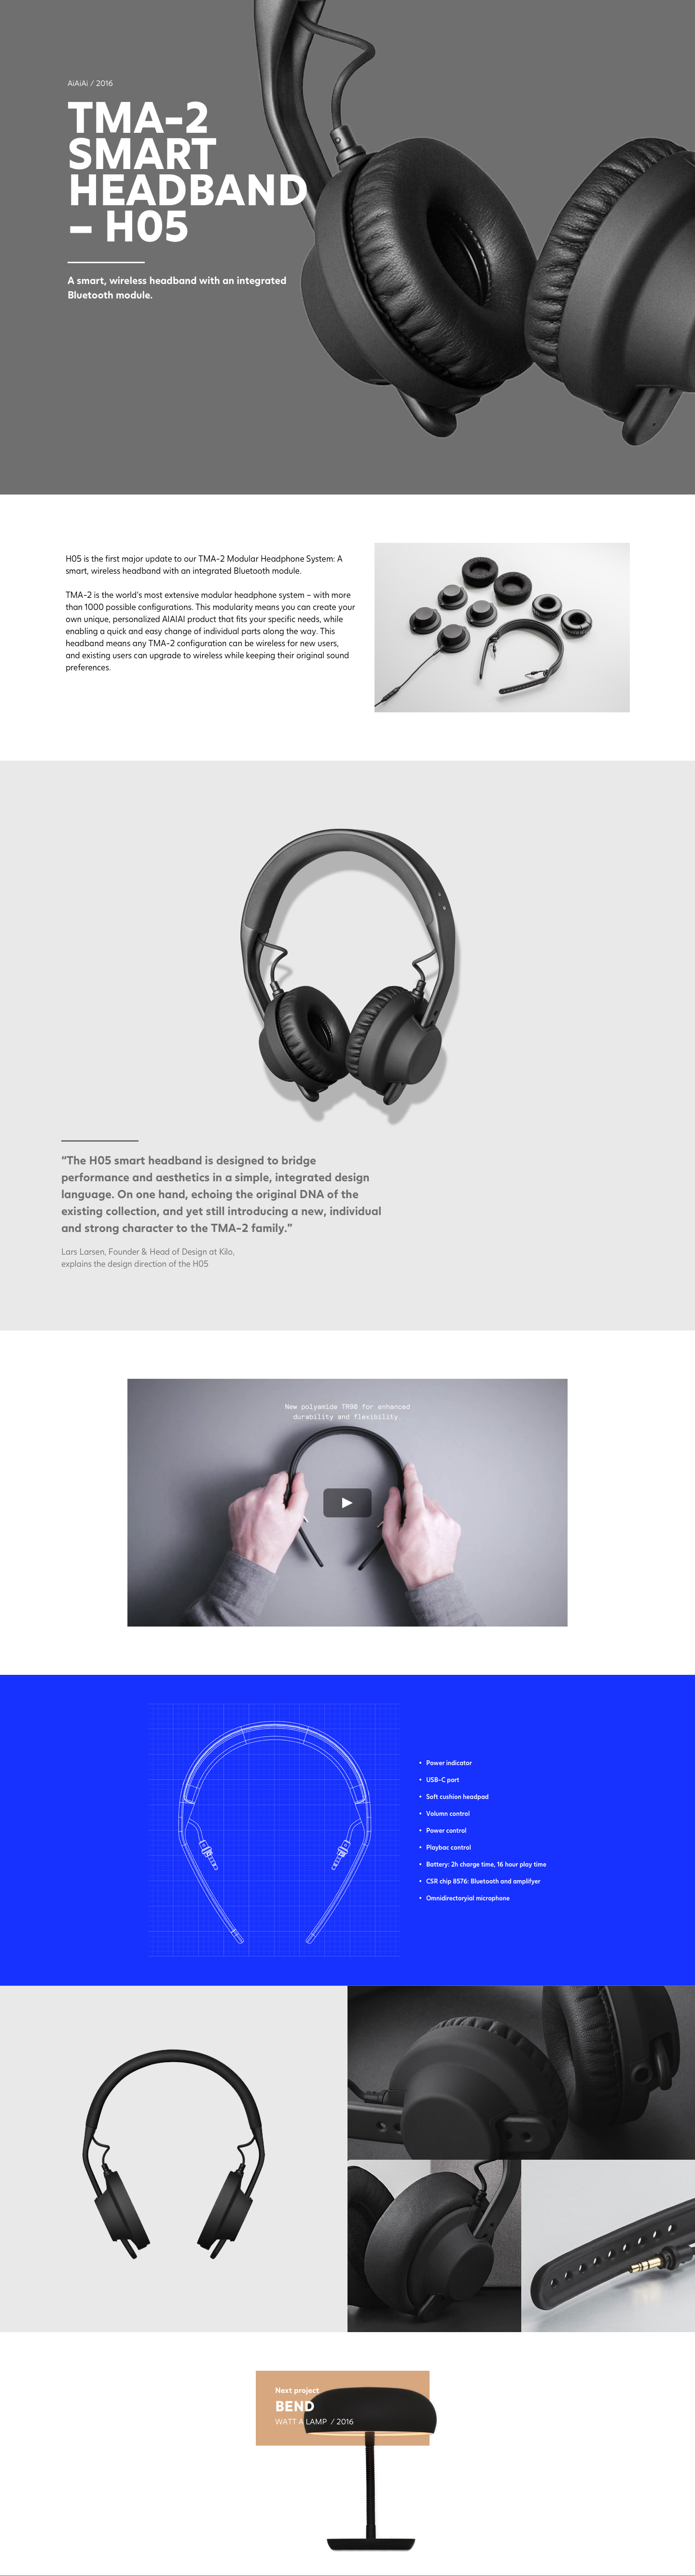 AiAiAi / 2016
TMA-2
SMART
HEADBAND
– H05
A smart, wireless headband with an integrated
Bluetooth module.
H05 is the first major update to our TMA-2 Modular Headphone System: A
smart, wireless headband with an integrated Bluetooth module.
TMA-2 is the world's most extensive modular headphone system – with more
than 1000 possible configurations. This modularity means you can create your
own unique, personalized AIAIAI product that fits your specific needs, while
enabling a quick and easy change of individual parts along the way. This
headband means any TMA-2 configuration can be wireless for new users,
and existing users can upgrade to wireless while keeping their original sound
preferences.
“The H05 smart headband is designed to bridge
performance and aesthetics in a simple, integrated design
language. On one hand, echoing the original DNA of the
existing collection, and yet still introducing a new, individual
and strong character to the TMA-2 family.”
Lars Larsen, Founder & Head of Design at Kilo,
explains the design direction of the H05
New polyamide TR90 for enhanced
durability and flexibility.
• Power indicator
• USB-C port
• Soft cushion headpad
• Volumn control
• Power control
• Playbac control
• Battery: 2h charge time, 16 hour play time
• CSR chip 8576: Bluetooth and amplifyer
• Omnidirectoryial microphone
Next project
BEND
WATT A LAMP / 2016